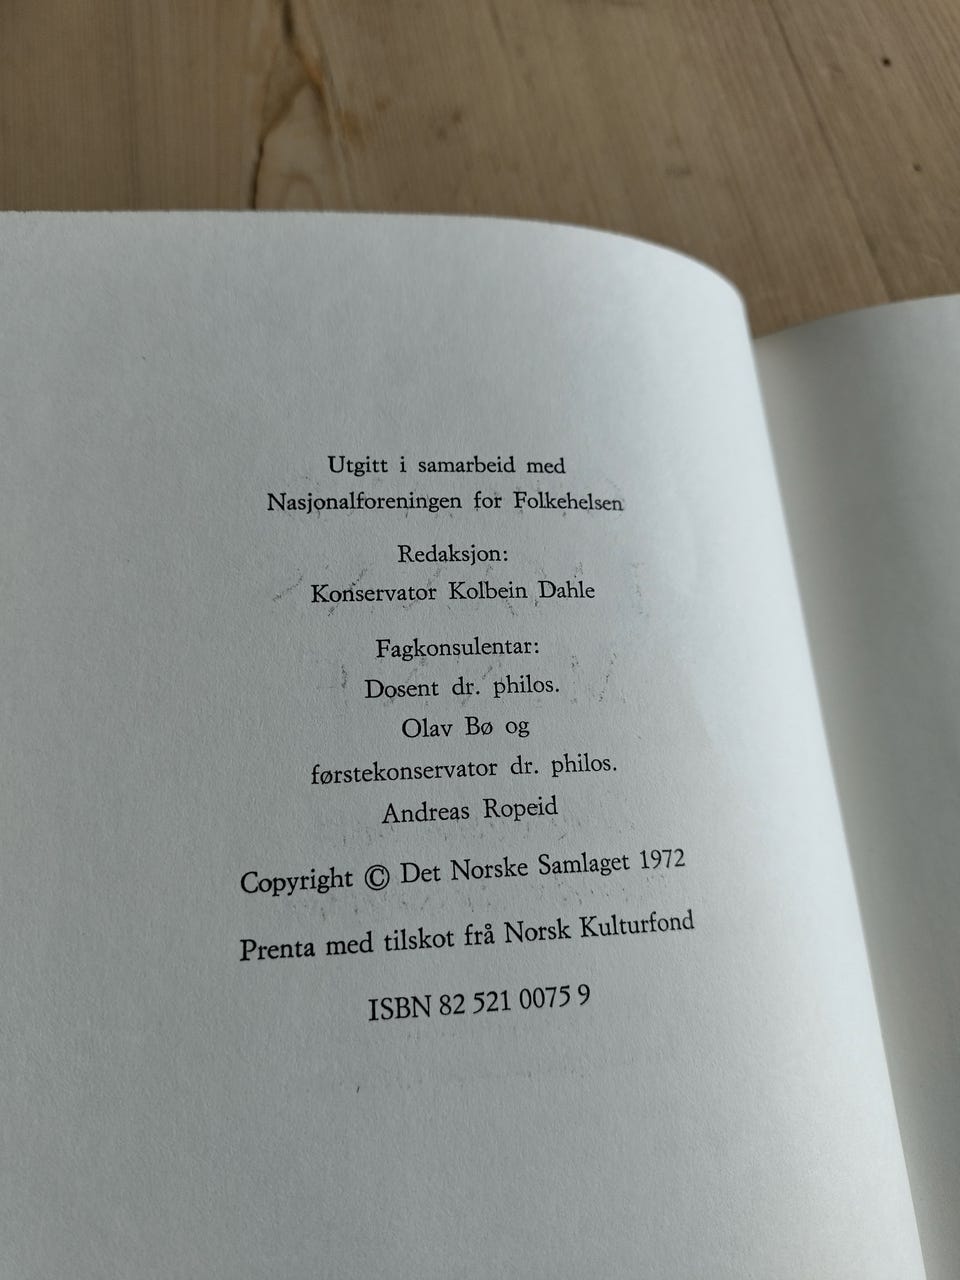 Utgitt i samarbeid med
Nasjonalforeningen for Folkehelsen
Redaksjon:
Konservator Kolbein Dahle
Fagkonsulentar:
Dosent dr. philos.
Olav Bø og
førstekonservator dr. philos.
Andreas Ropeid
Copyright © Det Norske Samlaget 1972
Prenta med tilskot frå Norsk Kulturfond
ISBN 82 521 0075 9